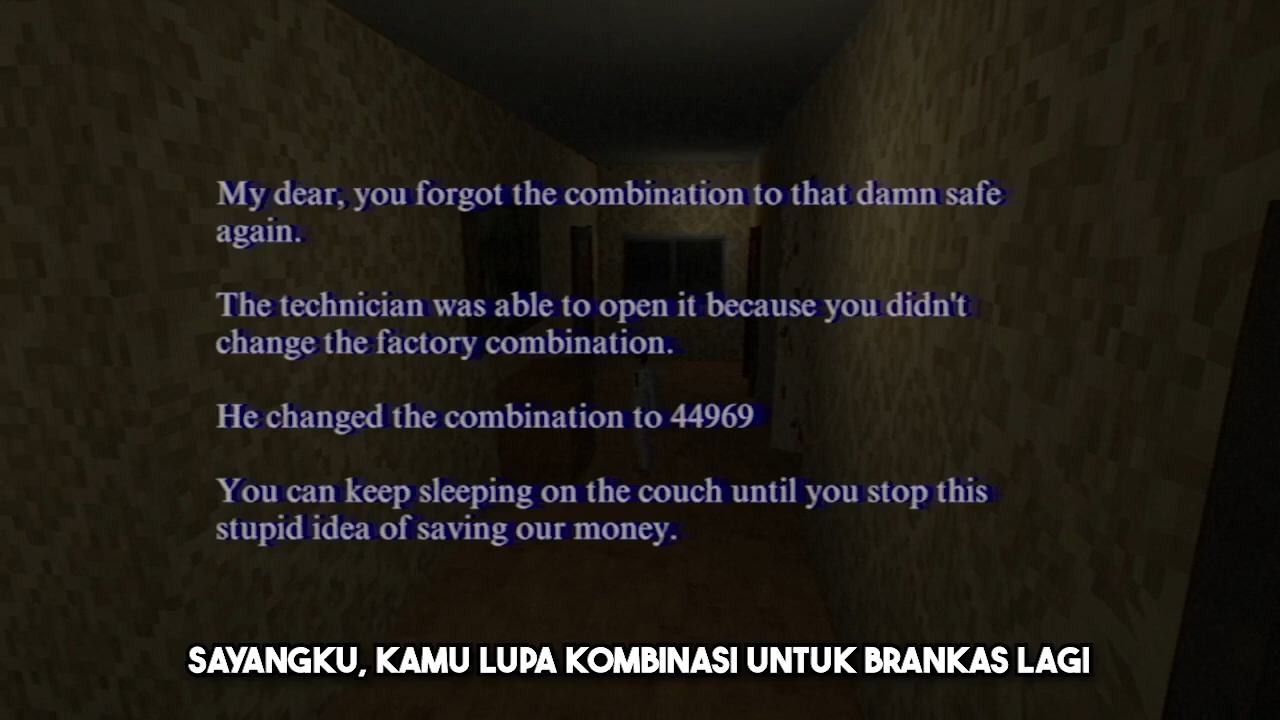 My dear, you forgot the combination to that damn safe
again.
The technician was able to open it because you didn't
change the factory combination.
He changed the combination to 44969
You can keep sleeping on the couch until you stop this
stupid idea of saving our money.
SAYANGKU, KAMU LUPA KOMBINASI UNTUK BRANKAS LAGI